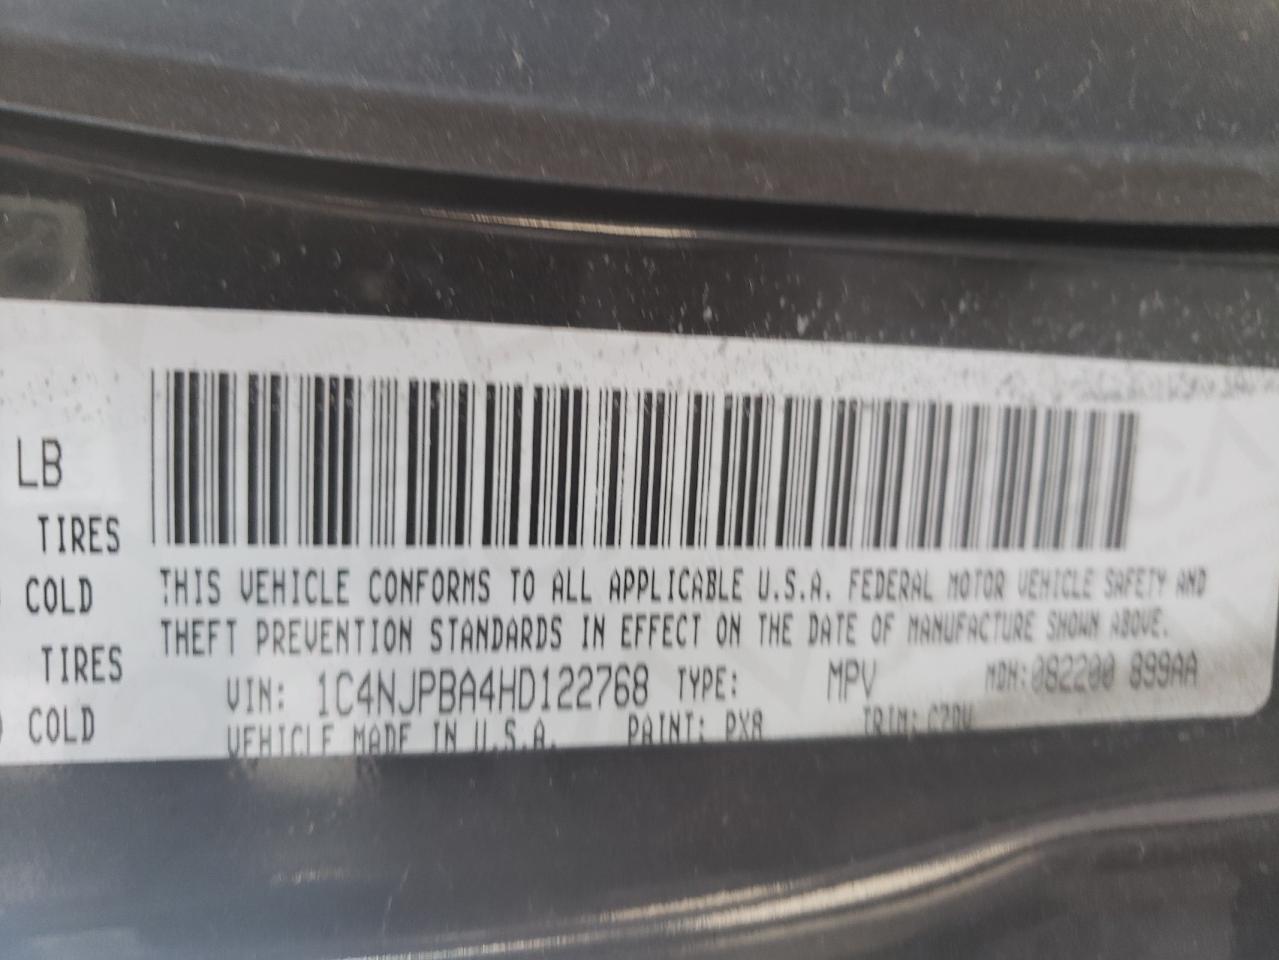 LB
TIRES
COLD
TIRES
COLD
THIS VEHICLE CONFORMS TO ALL APPLICABLE U.S.A. FEDERAL MOTOR VEHICLE SAFETY AND
THEFT PREVENTION STANDARDS IN EFFECT ON THE DATE OF MANUFACTURE SHOWN ABOVE.
VIN: 1C4NJPBA4HD122768 TYPE: MPV MDH:082200 899AA
VEHICLE MADE IN U.S.A. PAINT: PX8 TRIM: